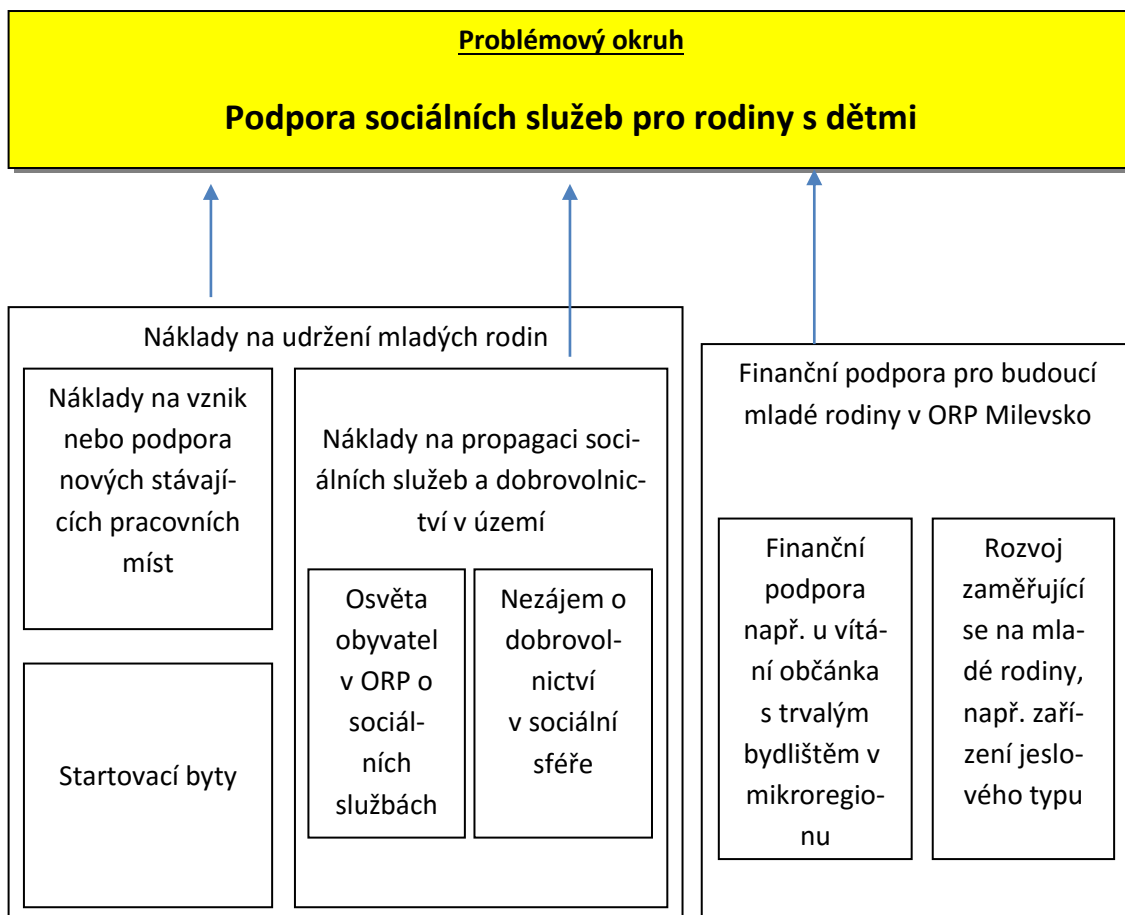 Problémový okruh
Podpora sociálních služeb pro rodiny s dětmi
Náklady na udržení mladých rodin
Náklady na vznik
nebo podpora
nových stávají-
cích pracovních
míst
Startovací byty
Náklady na propagaci soci-
álních služeb a dobrovolnic-
tví v území
Osvěta
obyvatel
v ORP o
sociál-
ních
službách
Nezájem o
dobrovol-
nictví
v sociální
sféře
Finanční podpora pro budoucí
mladé rodiny v ORP Milevsko
Finanční
podpora
např. u vítá-
ní občánka
s trvalým
bydlištěm v
mikroregio-
nu
Rozvoj
zaměřující
se na mla-
dé rodiny,
např. zaří-
zení jeslo-
vého typu